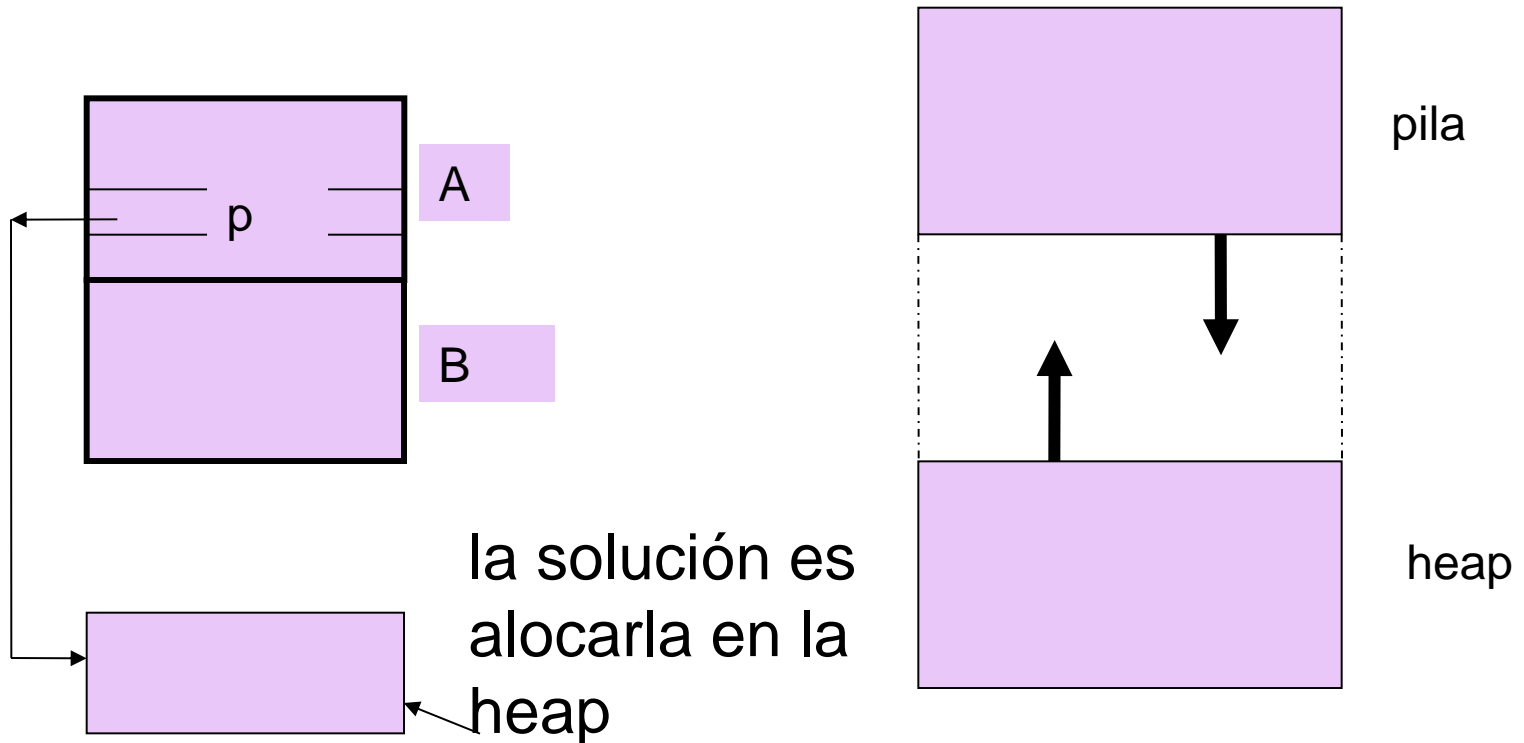 A
p
B
la solución es
alocarla en la
heap
pila
heap